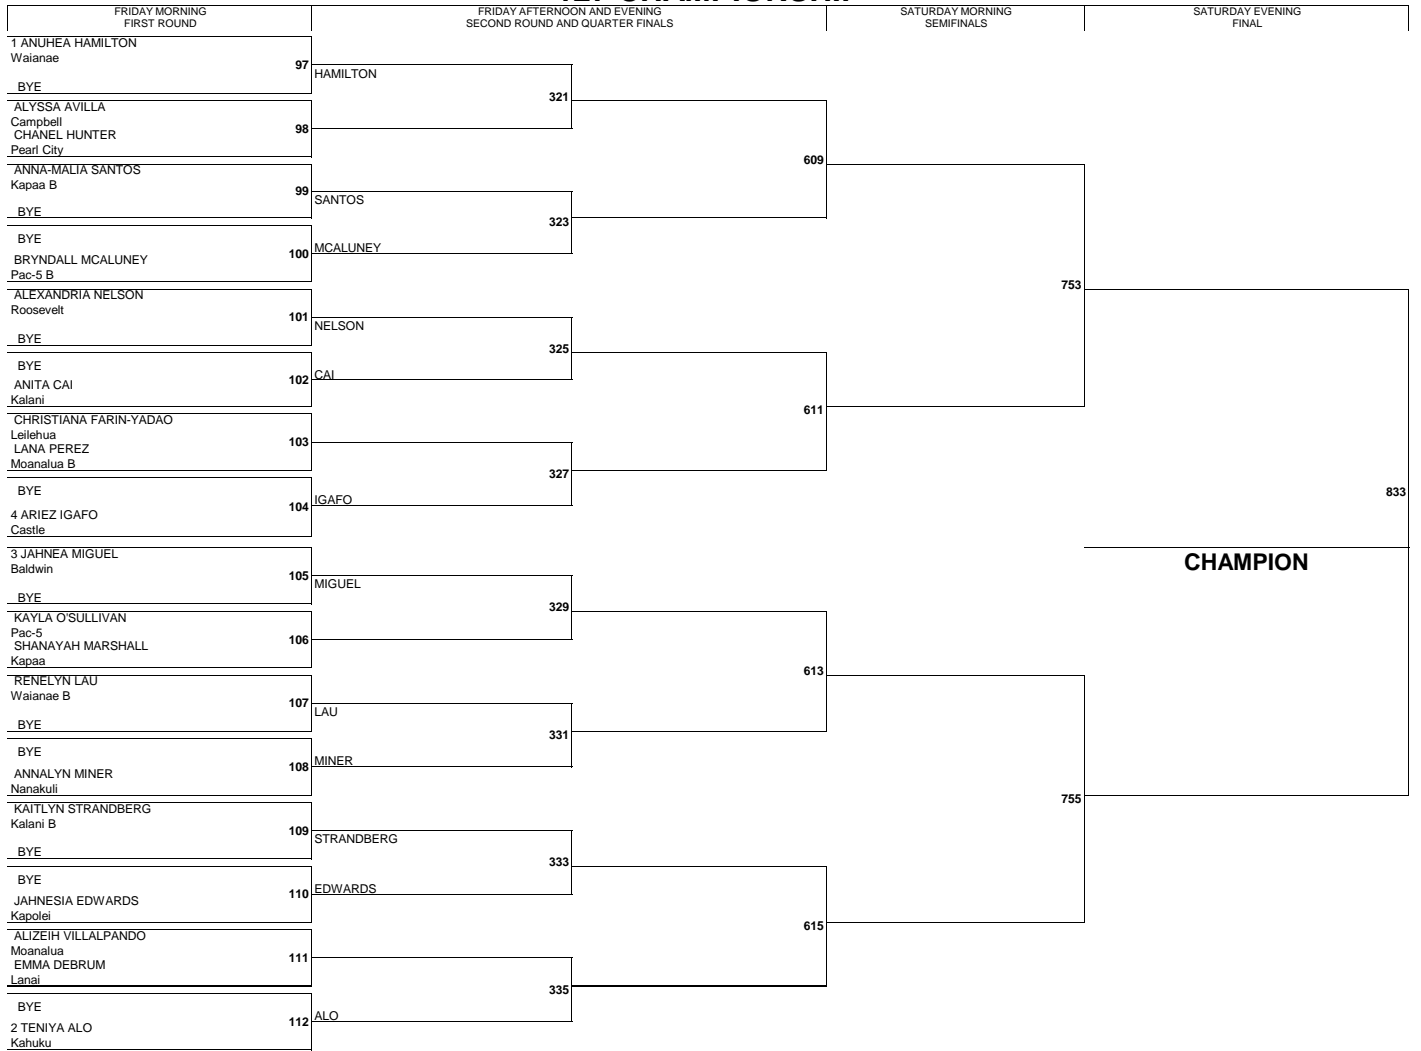 FRIDAY MORNING
FIRST ROUND
FRIDAY AFTERNOON AND EVENING
SECOND ROUND AND QUARTER FINALS
SATURDAY MORNING
SEMIFINALS
SATURDAY EVENING
FINAL
1 ANUHEA HAMILTON
Waianae
97
BYE
HAMILTON
321
ALYSSA AVILLA
Campbell
98
CHANEL HUNTER
Pearl City
609
ANNA-MALIA SANTOS
Kapaa B
99
BYE
SANTOS
323
BYE
100
BRYNDALL MCALUNEY
Pac-5 B
MCALUNEY
753
ALEXANDRIA NELSON
Roosevelt
101
BYE
NELSON
325
BYE
102
ANITA CAI
Kalani
CAI
611
CHRISTIANA FARIN-YADAO
Leilehua
103
LANA PEREZ
Moanalua B
327
BYE
104
4 ARIEZ IGAFO
Castle
IGAFO
833
CHAMPION
3 JAHNEA MIGUEL
Baldwin
105
BYE
MIGUEL
329
KAYLA O'SULLIVAN
Pac-5
106
SHANAYAH MARSHALL
Kapaa
613
RENELYN LAU
Waianae B
107
BYE
LAU
331
BYE
108
ANNALYN MINER
Nanakuli
MINER
755
KAITLYN STRANDBERG
Kalani B
109
BYE
STRANDBERG
333
BYE
110
JAHNESIA EDWARDS
Kapolei
EDWARDS
615
ALIZEIH VILLALPANDO
Moanalua
111
EMMA DEBRUM
Lanai
335
BYE
112
2 TENIYA ALO
Kahuku
ALO